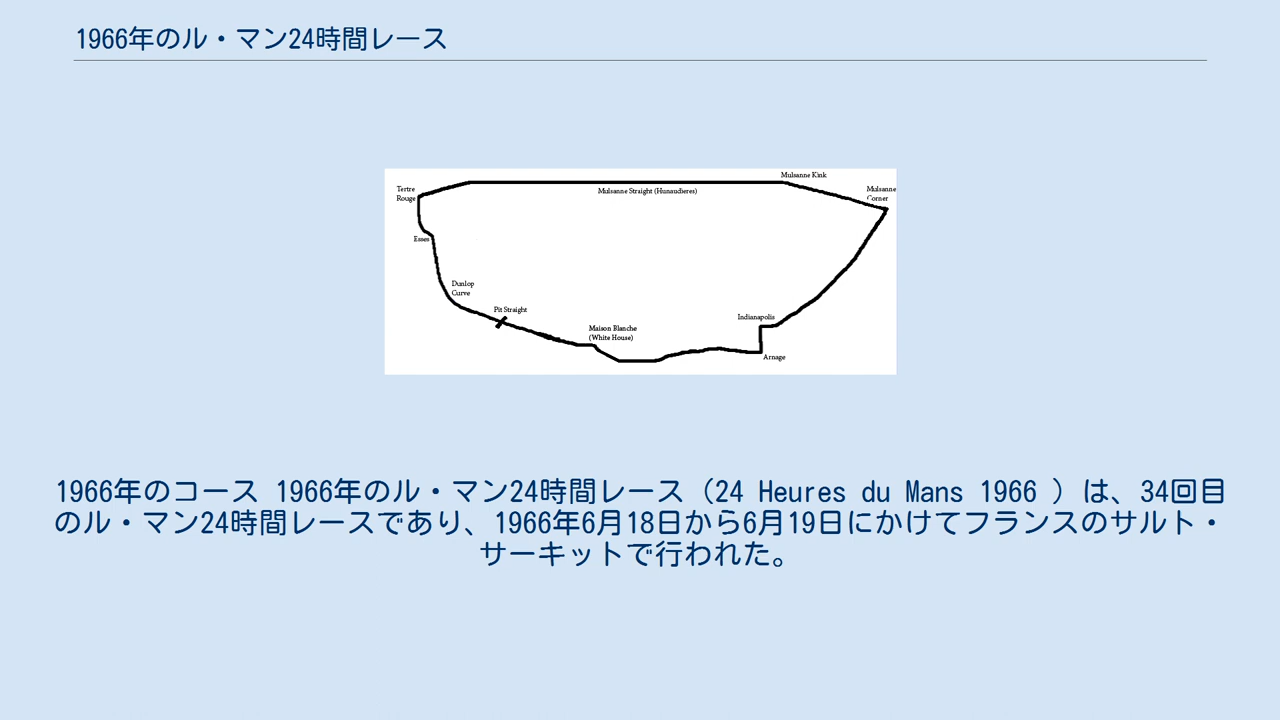 1966年のル・マン24時間レース
Mulsanne Kink
Tertre
Rouge
Mulsanne Straight (Hunaudieres)
Mulsanne
Corner
Esses
Dunlop
Curve
Pit Straight
Indianapolis
Maison Blanche
(White House)
Arnage
1966年のコース 1966年のル・マン24時間レース（24 Heures du Mans 1966 ）は、34回目
のル・マン24時間レースであり、1966年6月18日から6月19日にかけてフランスのサルト・
サーキットで行われた。